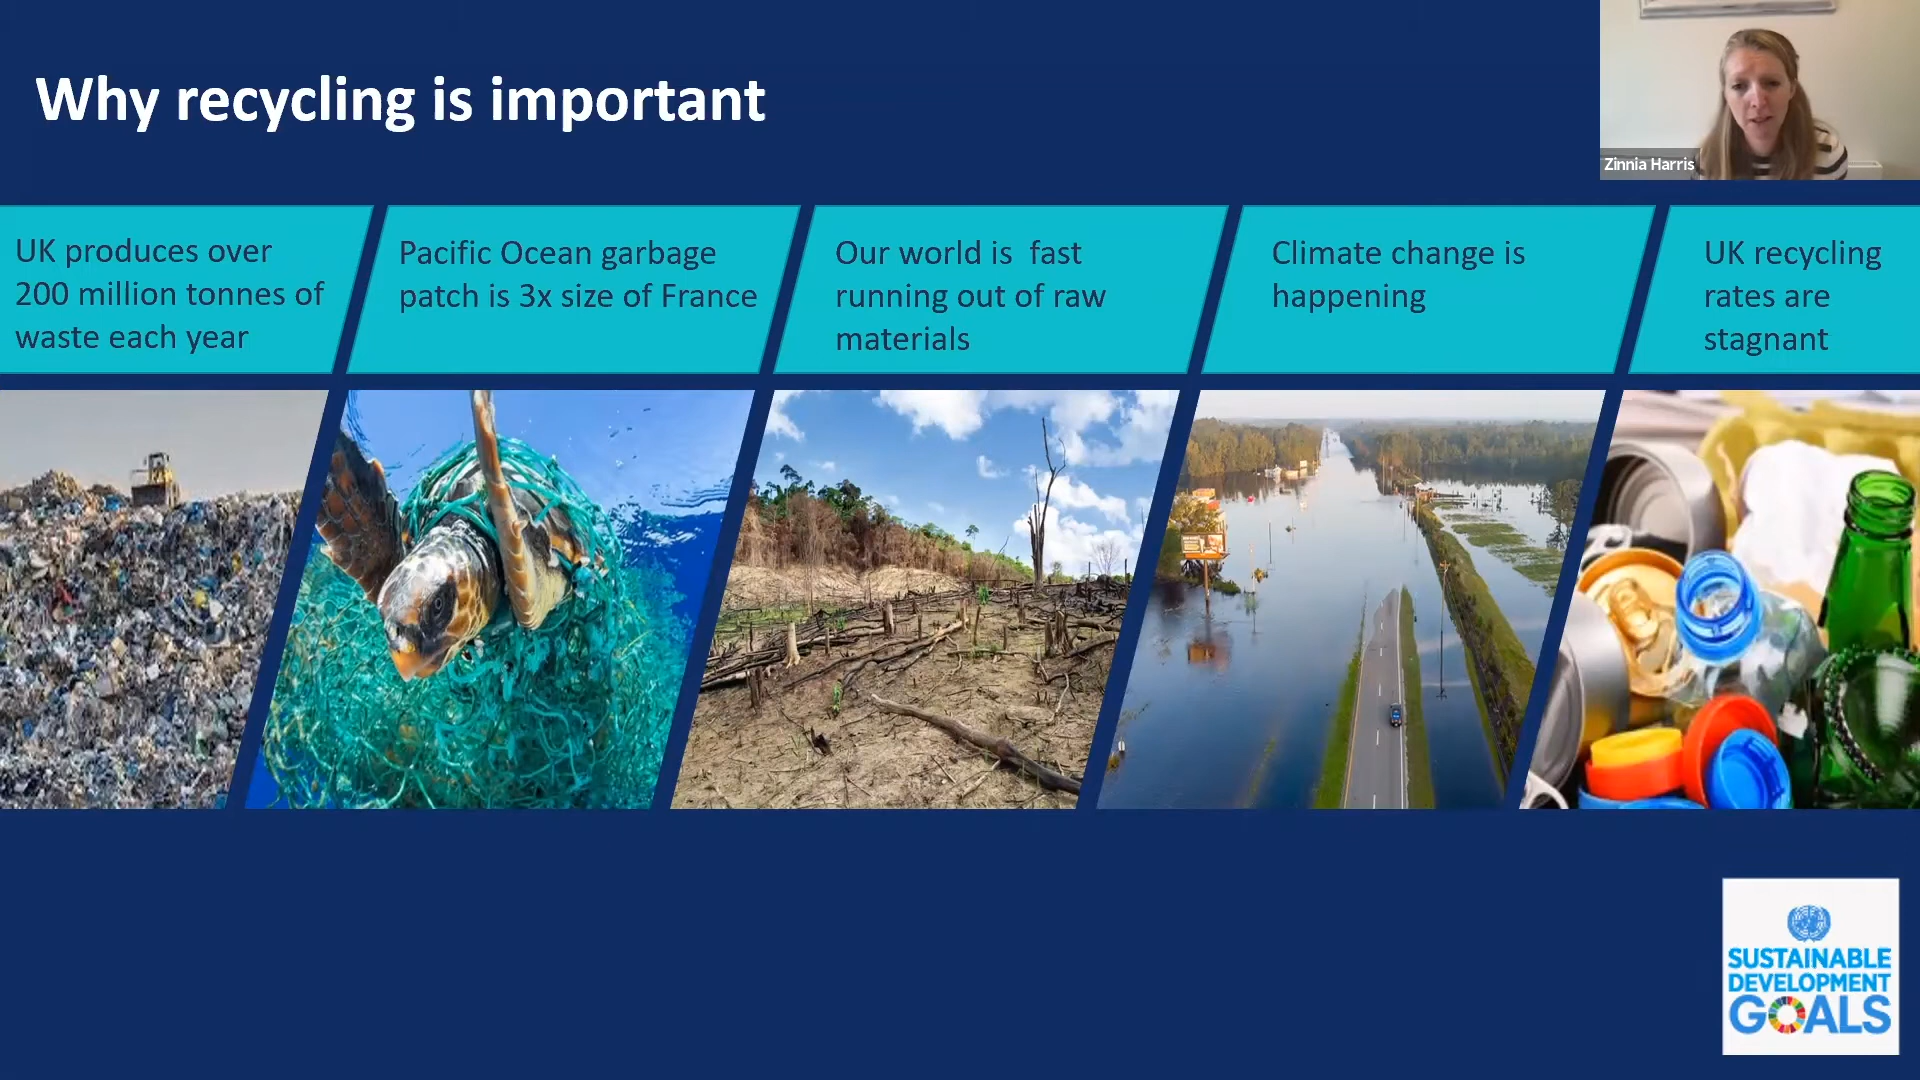 Why recycling is important
Zinnia Harris
UK produces over
200 million tonnes of
waste each year
Pacific Ocean garbage
patch is 3x size of France
Our world is  fast
running out of raw
materials
Climate change is
happening
UK recycling
rates are
stagnant
SUSTAINABLE
DEVELOPMENT
GOALS